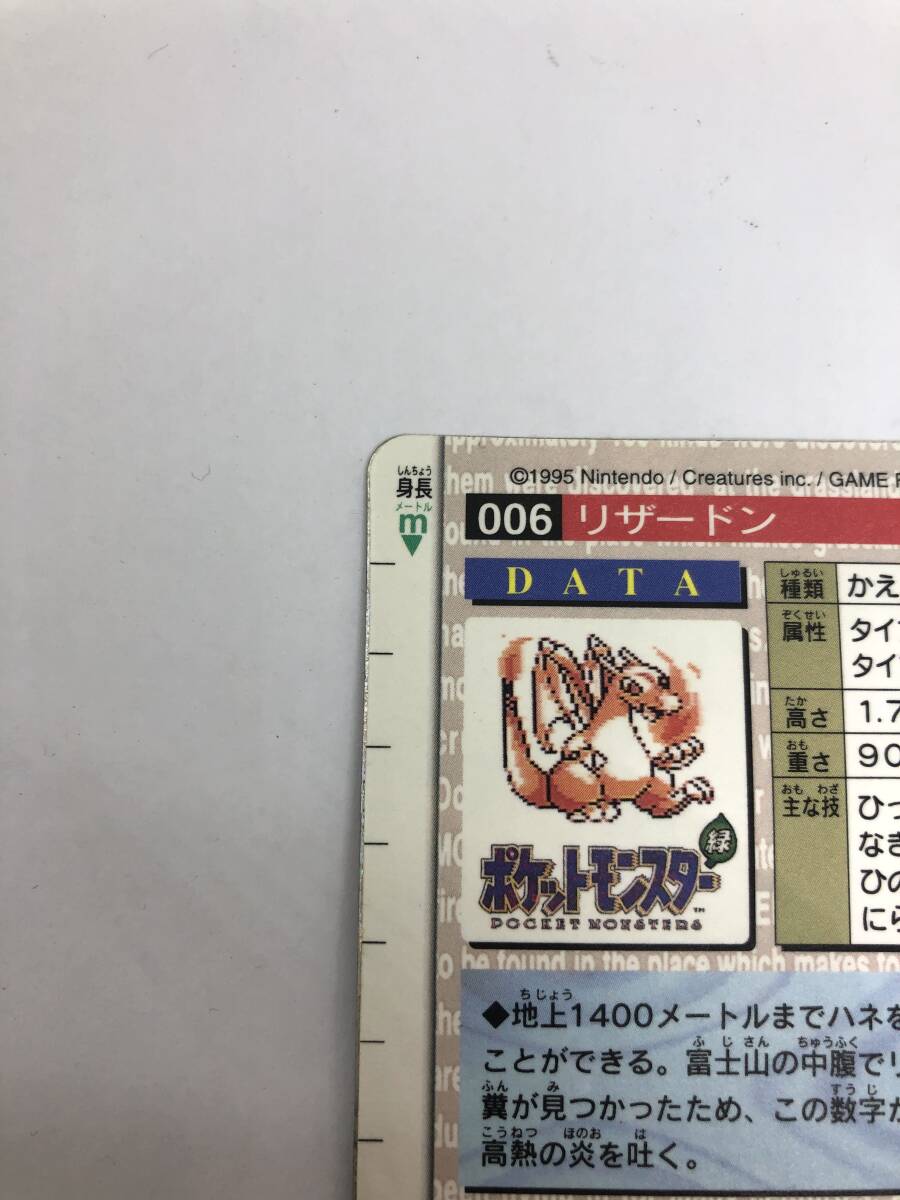 ©1995 Nintendo / Creatures inc. / GAME
しんちょう
身長
メートル
m
006 リザードン
DATA
しゅるい
種類 かえ
ぞくせい
属性 タイ
タイ
たか
高さ 1.7
おも
重さ 90
おも わざ
主な技 ひっ
なき
ひの
にら
緑
ポケットモンスター
™
POCKET MONSTERS
to be found in the place which makes to
ちじょう
◆地上1400メートルまでハネを
ふじさん ちゅうふく
ことができる。富士山の中腹でリ
ふん み すうじ
糞が見つかったため、この数字が
こうねつ ほのお は
高熱の炎を吐く。